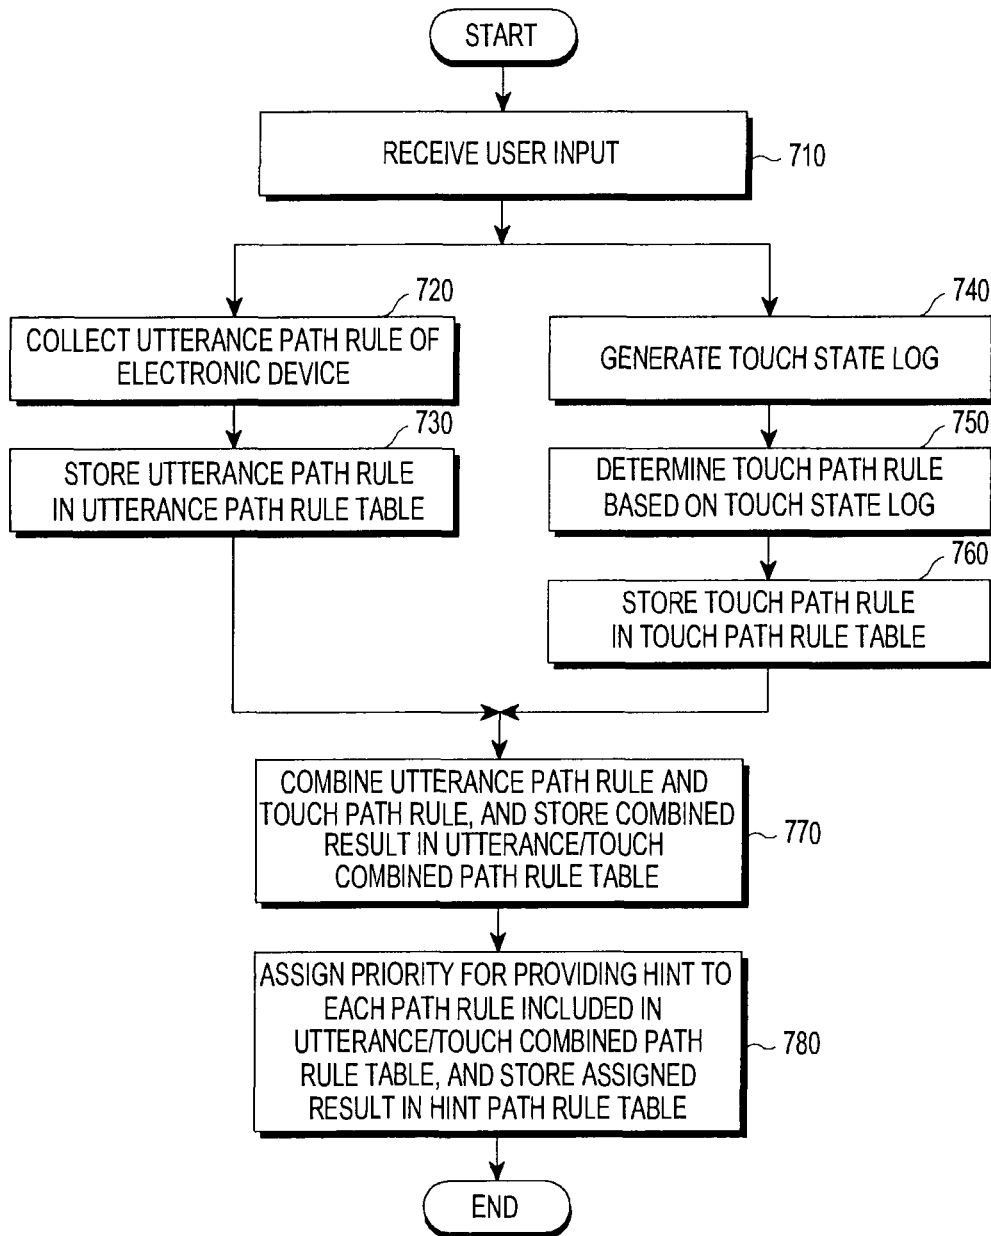 START
RECEIVE USER INPUT
710
720
COLLECT UTTERANCE PATH RULE OF
ELECTRONIC DEVICE
730
STORE UTTERANCE PATH RULE
IN UTTERANCE PATH RULE TABLE
740
GENERATE TOUCH STATE LOG
750
DETERMINE TOUCH PATH RULE
BASED ON TOUCH STATE LOG
760
STORE TOUCH PATH RULE
IN TOUCH PATH RULE TABLE
COMBINE UTTERANCE PATH RULE AND
TOUCH PATH RULE, AND STORE COMBINED
RESULT IN UTTERANCE/TOUCH
COMBINED PATH RULE TABLE
770
ASSIGN PRIORITY FOR PROVIDING HINT TO
EACH PATH RULE INCLUDED IN
UTTERANCE/TOUCH COMBINED PATH
RULE TABLE, AND STORE ASSIGNED
RESULT IN HINT PATH RULE TABLE
780
END